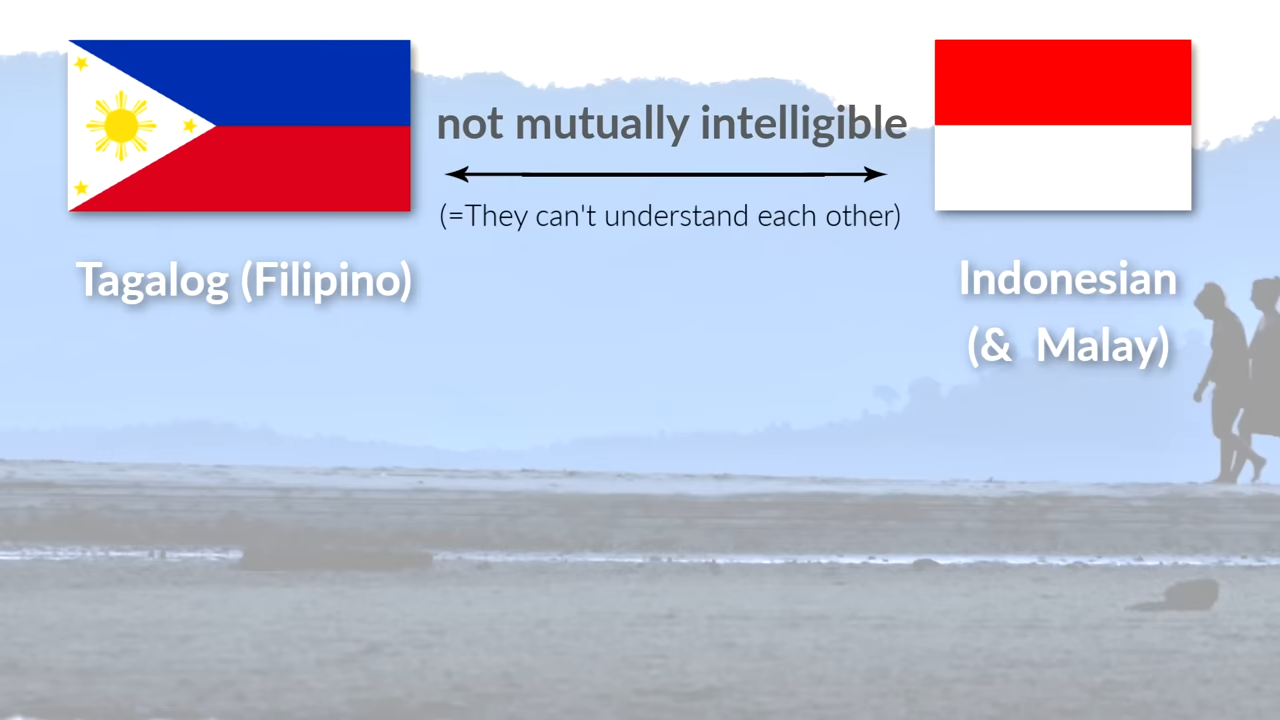 not mutually intelligible
(=They can't understand each other)
Tagalog (Filipino)
Indonesian
(& Malay)